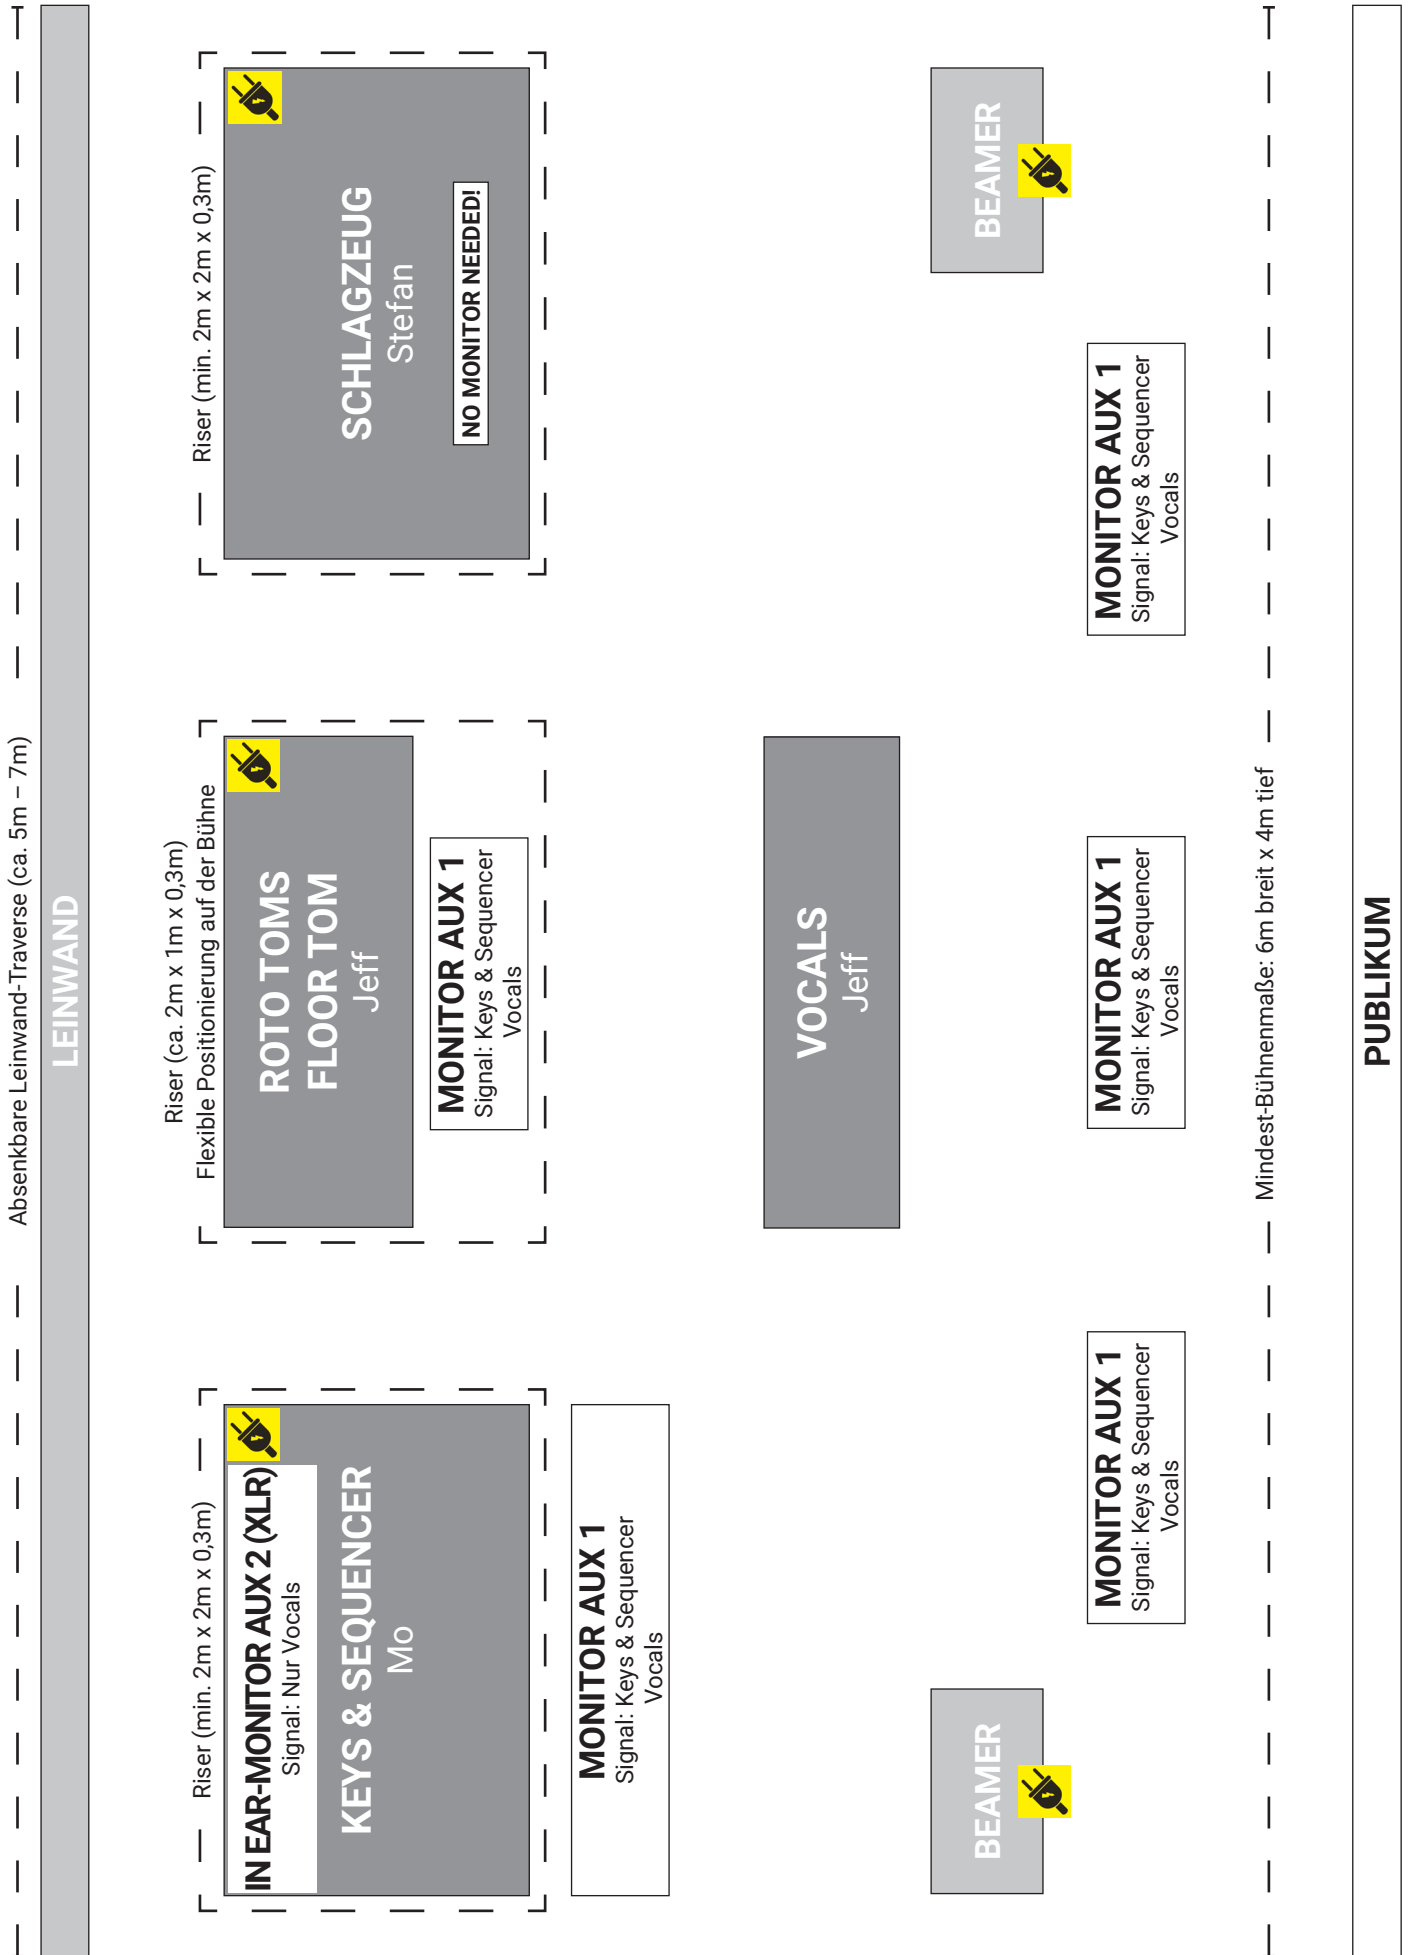 Absenkbare Leinwand-Traverse (ca. 5m – 7m)
LEINWAND
Riser (min. 2m x 2m x 0,3m)
IN EAR-MONITOR AUX 2 (XLR)
Signal: Nur Vocals
KEYS & SEQUENCER
Mo
MONITOR AUX 1
Signal: Keys & Sequencer
Vocals
Riser (ca. 2m x 1m x 0,3m)
Flexible Positionierung auf der Bühne
ROTO TOMS
FLOOR TOM
Jeff
MONITOR AUX 1
Signal: Keys & Sequencer
Vocals
Riser (min. 2m x 2m x 0,3m)
SCHLAGZEUG
Stefan
NO MONITOR NEEDED!
VOCALS
Jeff
BEAMER
BEAMER
MONITOR AUX 1
Signal: Keys & Sequencer
Vocals
MONITOR AUX 1
Signal: Keys & Sequencer
Vocals
MONITOR AUX 1
Signal: Keys & Sequencer
Vocals
Mindest-Bühnenmaße: 6m breit x 4m tief
PUBLIKUM